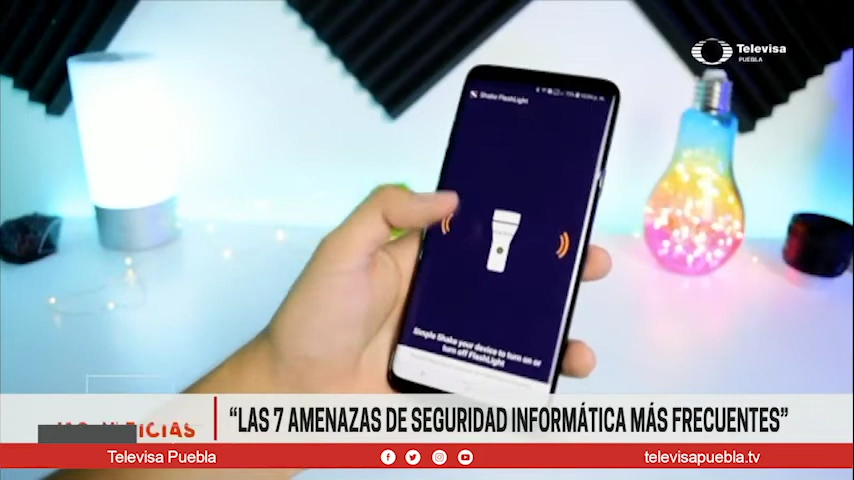 Televisa
PUEBLA
Shake FlashLight
Simple Shake your device to turn on or
turn off FlashLight
“LAS 7 AMENAZAS DE SEGURIDAD INFORMÁTICA MÁS FRECUENTES”
Televisa Puebla
televisapuebla.tv